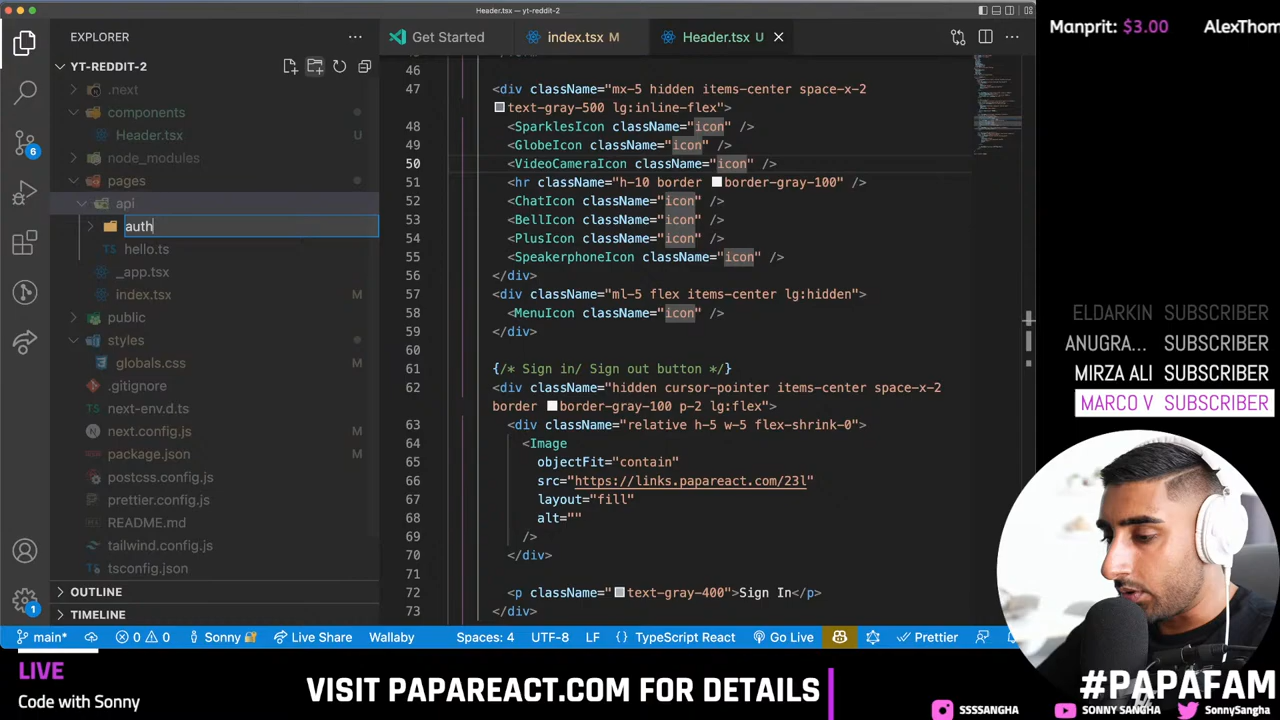 Header.tsx — yt-reddit-2
EXPLORER
YT-REDDIT-2
.next
components
Header.tsx
node_modules
pages
api
auth
hello.ts
_app.tsx
index.tsx M
public
styles
globals.css M
.gitignore
next-env.d.ts
next.config.js M
package.json M
postcss.config.js
prettier.config.js
README.md
tailwind.config.js
tsconfig.json
OUTLINE
TIMELINE
6
1
Get Started
index.tsx M
Header.tsx U
46
47 <div className="mx-5 hidden items-center space-x-2
text-gray-500 lg:inline-flex">
48 <SparklesIcon className="icon" />
49 <GlobeIcon className="icon" />
50 <VideoCameraIcon className="icon" />
51 <hr className="h-10 border border-gray-100" />
52 <ChatIcon className="icon" />
53 <BellIcon className="icon" />
54 <PlusIcon className="icon" />
55 <SpeakerphoneIcon className="icon" />
56 </div>
57 <div className="ml-5 flex items-center lg:hidden">
58 <MenuIcon className="icon" />
59 </div>
60
61 {/* Sign in/ Sign out button */}
62 <div className="hidden cursor-pointer items-center space-x-2
border border-gray-100 p-2 lg:flex">
63 <div className="relative h-5 w-5 flex-shrink-0">
64 <Image
65 objectFit="contain"
66 src="https://links.papareact.com/23l"
67 layout="fill"
68 alt=""
69 />
70 </div>
71
72 <p className="text-gray-400">Sign In</p>
73 </div>
main* 0 0 Sonny Live Share Wallaby Spaces: 4 UTF-8 LF {} TypeScript React Go Live Prettier
Manprit: $3.00 AlexThom
ELDARKIN SUBSCRIBER
ANUGRA... SUBSCRIBER
MIRZA ALI SUBSCRIBER
MARCO V SUBSCRIBER
LIVE
Code with Sonny
VISIT PAPAREACT.COM FOR DETAILS
#PAPAFAM
SSSSANGHA SONNY SANGHA SONNYSANGHA